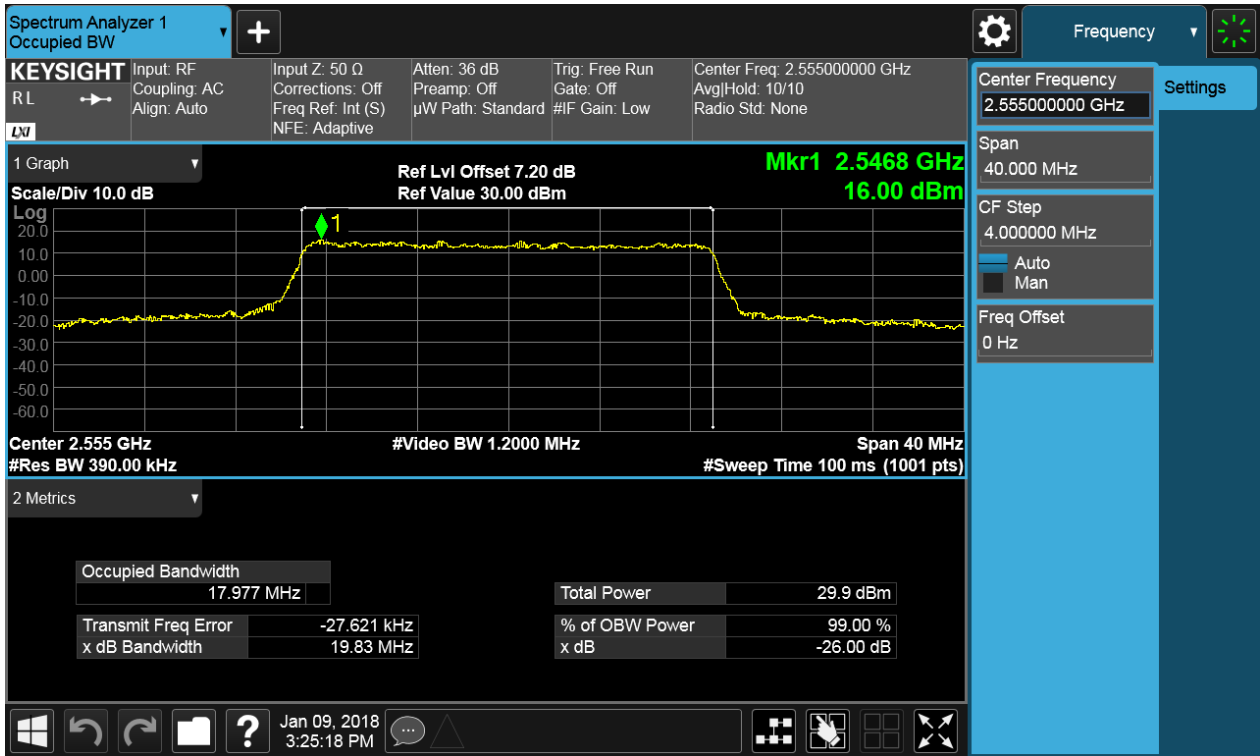 Spectrum Analyzer 1
Occupied BW
Frequency
KEYSIGHT
R L
LXI
Input: RF
Coupling: AC
Align: Auto
Input Z: 50 Ω
Corrections: Off
Freq Ref: Int (S)
NFE: Adaptive
Atten: 36 dB
Preamp: Off
µW Path: Standard
Trig: Free Run
Gate: Off
#IF Gain: Low
Center Freq: 2.555000000 GHz
Avg|Hold: 10/10
Radio Std: None
Center Frequency
2.555000000 GHz
Settings
Span
40.000 MHz
CF Step
4.000000 MHz
Auto
Man
Freq Offset
0 Hz
1 Graph
Scale/Div 10.0 dB
Ref Lvl Offset 7.20 dB
Ref Value 30.00 dBm
Mkr1 2.5468 GHz
16.00 dBm
Log
1
20.0
10.0
0.00
-10.0
-20.0
-30.0
-40.0
-50.0
-60.0
Center 2.555 GHz
#Video BW 1.2000 MHz
Span 40 MHz
#Res BW 390.00 kHz
#Sweep Time 100 ms (1001 pts)
2 Metrics
Occupied Bandwidth
17.977 MHz
Total Power 29.9 dBm
Transmit Freq Error -27.621 kHz
% of OBW Power 99.00 %
x dB Bandwidth 19.83 MHz
x dB -26.00 dB
?
Jan 09, 2018
3:25:18 PM